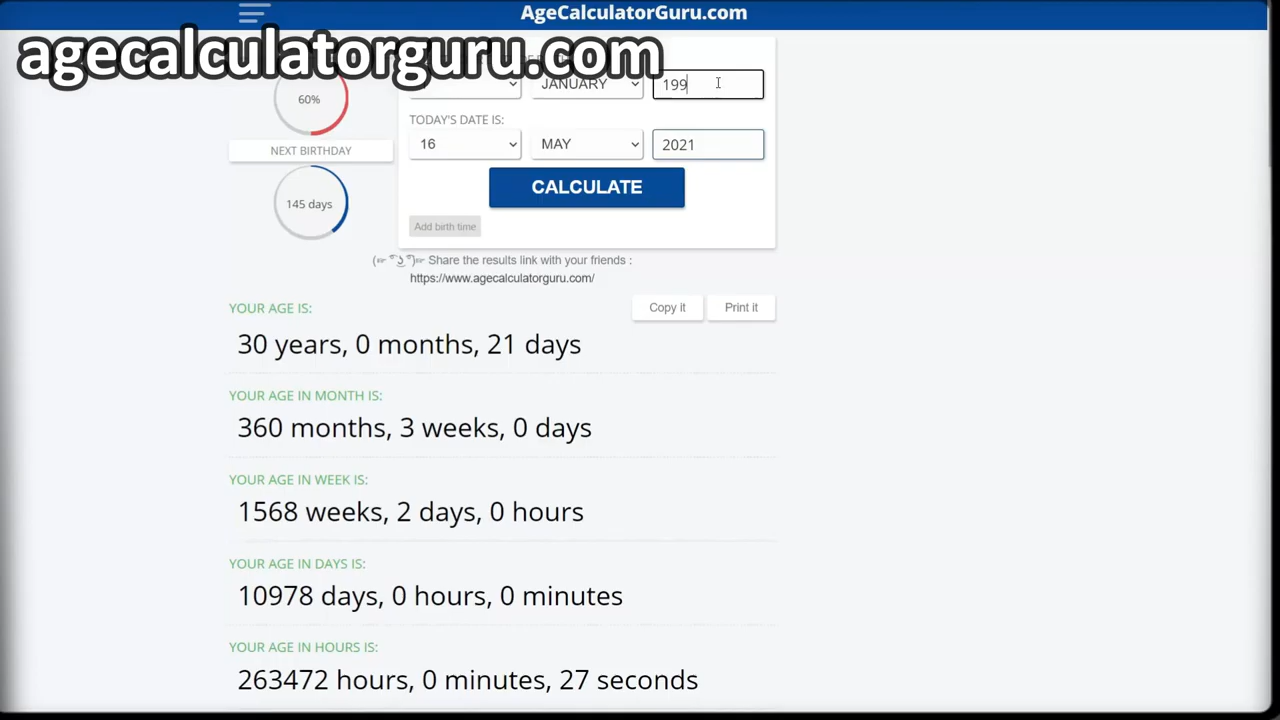 AgeCalculatorGuru.com
agecalculatorguru.com
60%
JANUARY
199
TODAY'S DATE IS:
16
MAY
2021
NEXT BIRTHDAY
145 days
CALCULATE
Add birth time
Share the results link with your friends :
https://www.agecalculatorguru.com/
YOUR AGE IS:
Copy it
Print it
30 years, 0 months, 21 days
YOUR AGE IN MONTH IS:
360 months, 3 weeks, 0 days
YOUR AGE IN WEEK IS:
1568 weeks, 2 days, 0 hours
YOUR AGE IN DAYS IS:
10978 days, 0 hours, 0 minutes
YOUR AGE IN HOURS IS:
263472 hours, 0 minutes, 27 seconds